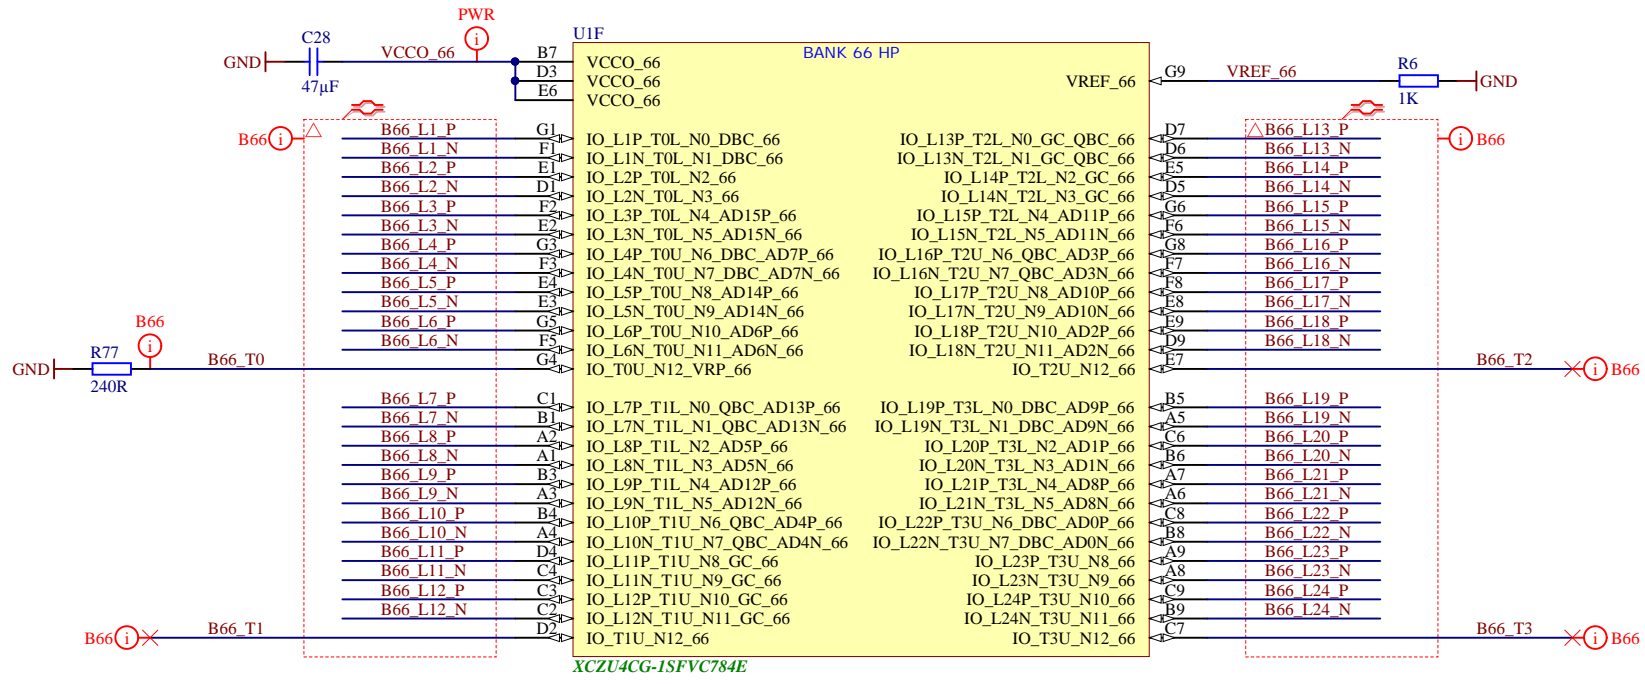 PWR
U1F
C28
VCCO_66
B7
BANK 66 HP
GND
VCCO_66
G9
VREF_66
R6
D3
VCCO_66
VREF_66
GND
47µF
E6
VCCO_66
1K
B66_L1_P G1 IO_L1P_T0L_N0_DBC_66 IO_L13P_T2L_N0_GC_QBC_66 D7 B66_L13_P
B66
B66
B66_L1_N F1 IO_L1N_T0L_N1_DBC_66 IO_L13N_T2L_N1_GC_QBC_66 D6 B66_L13_N
B66_L2_P E1 IO_L2P_T0L_N2_66 IO_L14P_T2L_N2_GC_66 E5 B66_L14_P
B66_L2_N D1 IO_L2N_T0L_N3_66 IO_L14N_T2L_N3_GC_66 D5 B66_L14_N
B66_L3_P F2 IO_L3P_T0L_N4_AD15P_66 IO_L15P_T2L_N4_AD11P_66 G6 B66_L15_P
B66_L3_N E2 IO_L3N_T0L_N5_AD15N_66 IO_L15N_T2L_N5_AD11N_66 F6 B66_L15_N
B66_L4_P G3 IO_L4P_T0U_N6_DBC_AD7P_66 IO_L16P_T2U_N6_QBC_AD3P_66 G8 B66_L16_P
B66_L4_N F3 IO_L4N_T0U_N7_DBC_AD7N_66 IO_L16N_T2U_N7_QBC_AD3N_66 F7 B66_L16_N
B66_L5_P E4 IO_L5P_T0U_N8_AD14P_66 IO_L17P_T2U_N8_AD10P_66 F8 B66_L17_P
B66_L5_N E3 IO_L5N_T0U_N9_AD14N_66 IO_L17N_T2U_N9_AD10N_66 E8 B66_L17_N
B66_L6_P G5 IO_L6P_T0U_N10_AD6P_66 IO_L18P_T2U_N10_AD2P_66 E9 B66_L18_P
B66
B66_L6_N F5 IO_L6N_T0U_N11_AD6N_66 IO_L18N_T2U_N11_AD2N_66 D9 B66_L18_N
R77
GND B66_T0 G4 IO_T0U_N12_VRP_66 IO_T2U_N12_66 E7 B66_T2 B66
240R
B66_L7_P C1 IO_L7P_T1L_N0_QBC_AD13P_66 IO_L19P_T3L_N0_DBC_AD9P_66 B5 B66_L19_P
B66_L7_N B1 IO_L7N_T1L_N1_QBC_AD13N_66 IO_L19N_T3L_N1_DBC_AD9N_66 A5 B66_L19_N
B66_L8_P A2 IO_L8P_T1L_N2_AD5P_66 IO_L20P_T3L_N2_AD1P_66 C6 B66_L20_P
B66_L8_N A1 IO_L8N_T1L_N3_AD5N_66 IO_L20N_T3L_N3_AD1N_66 B6 B66_L20_N
B66_L9_P B3 IO_L9P_T1L_N4_AD12P_66 IO_L21P_T3L_N4_AD8P_66 A7 B66_L21_P
B66_L9_N A3 IO_L9N_T1L_N5_AD12N_66 IO_L21N_T3L_N5_AD8N_66 A6 B66_L21_N
B66_L10_P B4 IO_L10P_T1U_N6_QBC_AD4P_66 IO_L22P_T3U_N6_DBC_AD0P_66 C8 B66_L22_P
B66_L10_N A4 IO_L10N_T1U_N7_QBC_AD4N_66 IO_L22N_T3U_N7_DBC_AD0N_66 B8 B66_L22_N
B66_L11_P D4 IO_L11P_T1U_N8_GC_66 IO_L23P_T3U_N8_66 A9 B66_L23_P
B66_L11_N C4 IO_L11N_T1U_N9_GC_66 IO_L23N_T3U_N9_66 A8 B66_L23_N
B66_L12_P C3 IO_L12P_T1U_N10_GC_66 IO_L24P_T3U_N10_66 C9 B66_L24_P
B66_L12_N C2 IO_L12N_T1U_N11_GC_66 IO_L24N_T3U_N11_66 B9 B66_L24_N
B66 B66_T1 D2 IO_T1U_N12_66 IO_T3U_N12_66 C7 B66_T3 B66
XCZU4CG-1SFVC784E